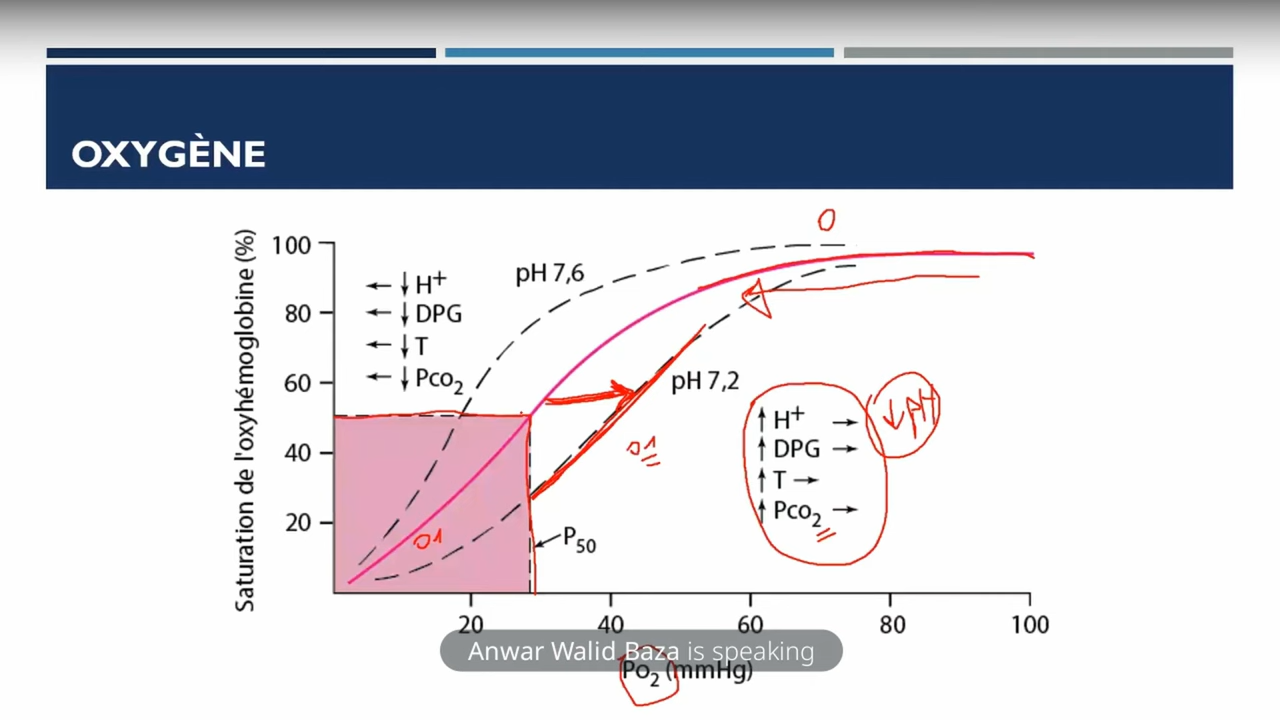 OXYGÈNE
Saturation de l'oxyhémoglobine (%)
100
80
60
40
20
← ↓ H⁺
← ↓ DPG
← ↓ T
← ↓ Pco₂
pH 7,6
O
pH 7,2
↑ H⁺ →
↑ DPG →
↑ T →
↑ Pco₂ →
↓ pH
P₅₀
20
40
60
80
100
Anwar Walid Baza is speaking
Po₂ (mmHg)